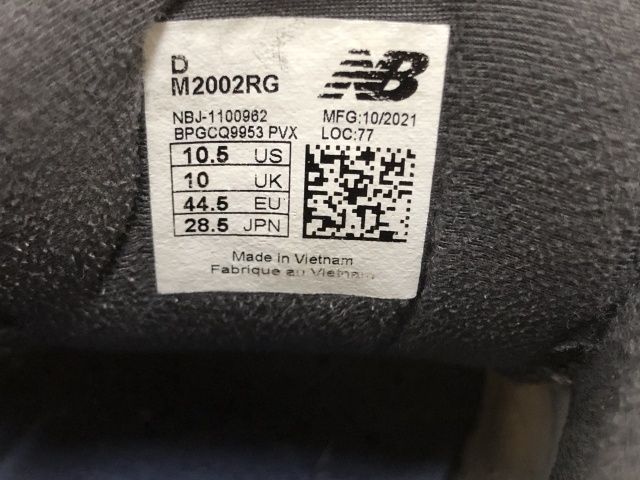 D
M2002RG
NB
NBJ-1100962
MFG:10/2021
BPGCQ9953 PVX
LOC:77
10.5 US
10 UK
44.5 EU
28.5 JPN
Made in Vietnam
Fabrique au Vietnam